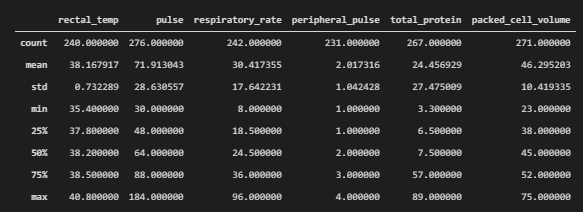 rectal_temp pulse respiratory_rate peripheral_pulse total_protein packed_cell_volume
count 240.000000 276.000000 242.000000 231.000000 267.000000 271.000000
mean 38.167917 71.913043 30.417355 2.017316 24.456929 46.295203
std 0.732289 28.630557 17.642231 1.042428 27.475009 10.419335
min 35.400000 30.000000 8.000000 1.000000 3.300000 23.000000
25% 37.800000 48.000000 18.500000 1.000000 6.500000 38.000000
50% 38.200000 64.000000 24.500000 2.000000 7.500000 45.000000
75% 38.500000 88.000000 36.000000 3.000000 57.000000 52.000000
max 40.800000 184.000000 96.000000 4.000000 89.000000 75.000000